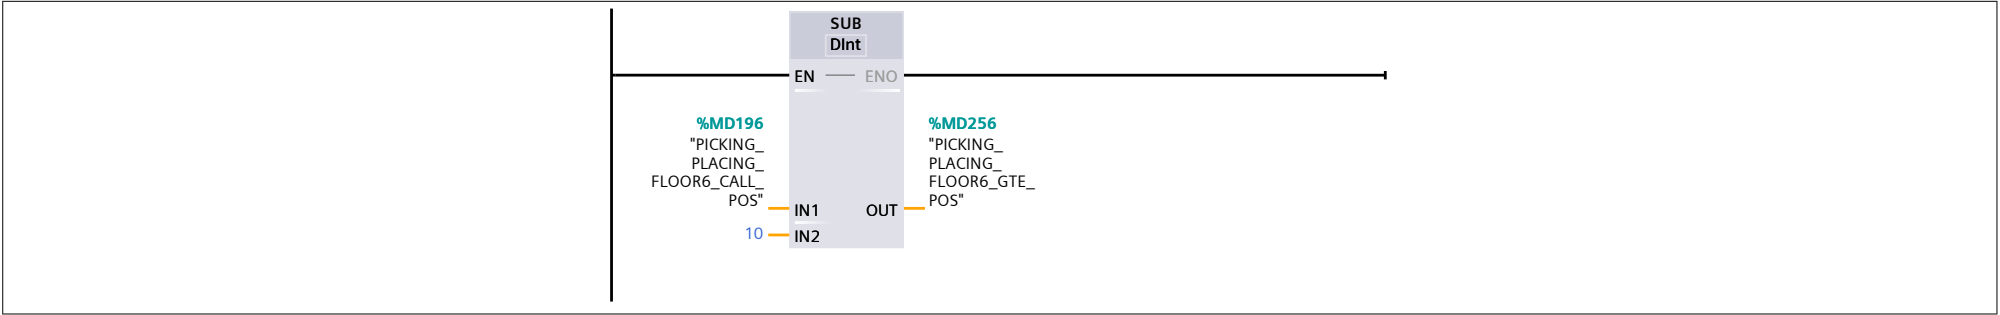 SUB
DInt
EN
ENO
%MD196
"PICKING_
PLACING_
FLOOR6_CALL_
POS"
IN1
10
IN2
%MD256
"PICKING_
PLACING_
FLOOR6_GTE_
POS"
OUT